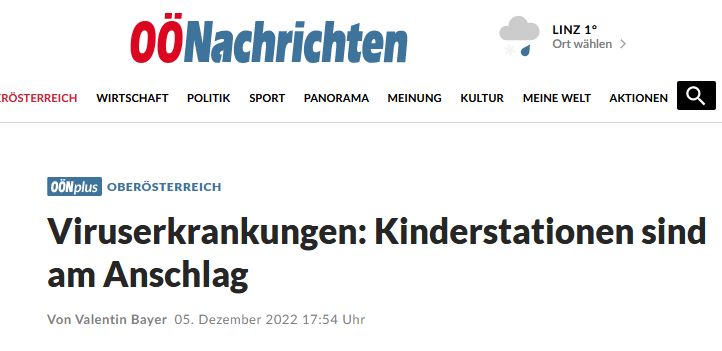 OÖNachrichten
LINZ 1°
Ort wählen
ERÖSTERREICH WIRTSCHAFT POLITIK SPORT PANORAMA MEINUNG KULTUR MEINE WELT AKTIONEN
OÖNplus OBERÖSTERREICH
Viruserkrankungen: Kinderstationen sind
am Anschlag
Von Valentin Bayer 05. Dezember 2022 17:54 Uhr